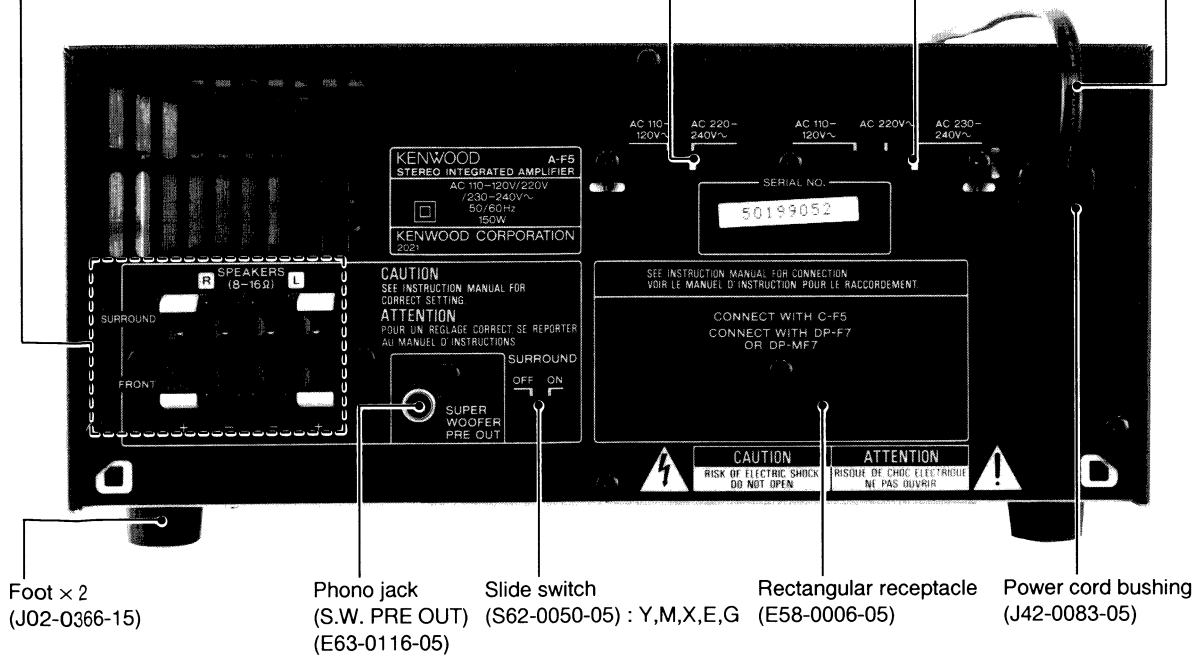 AC 110-
120V~
AC 220-
240V~
AC 110-
120V~
AC 220V~
AC 230-
240V~
KENWOOD A-F5
STEREO INTEGRATED AMPLIFIER
AC 110-120V/220V
/230-240V~
50/60Hz
150W
KENWOOD CORPORATION
2021
SERIAL NO.
50199052
SPEAKERS
R L
(8-16Ω)
SURROUND
FRONT
+ - - +
CAUTION
SEE INSTRUCTION MANUAL FOR
CORRECT SETTING.
ATTENTION
POUR UN REGLAGE CORRECT, SE REPORTER
AU MANUEL D'INSTRUCTIONS
SURROUND
OFF ON
SUPER
WOOFER
PRE OUT
SEE INSTRUCTION MANUAL FOR CONNECTION
VOIR LE MANUEL D'INSTRUCTION POUR LE RACCORDEMENT.
CONNECT WITH C-F5
CONNECT WITH DP-F7
OR DP-MF7
CAUTION
RISK OF ELECTRIC SHOCK
DO NOT OPEN
ATTENTION
RISQUE DE CHOC ELECTRIQUE
NE PAS OUVRIR
Foot × 2
(J02-0366-15)
Phono jack
(S.W. PRE OUT)
(E63-0116-05)
Slide switch
(S62-0050-05) : Y,M,X,E,G
Rectangular receptacle
(E58-0006-05)
Power cord bushing
(J42-0083-05)